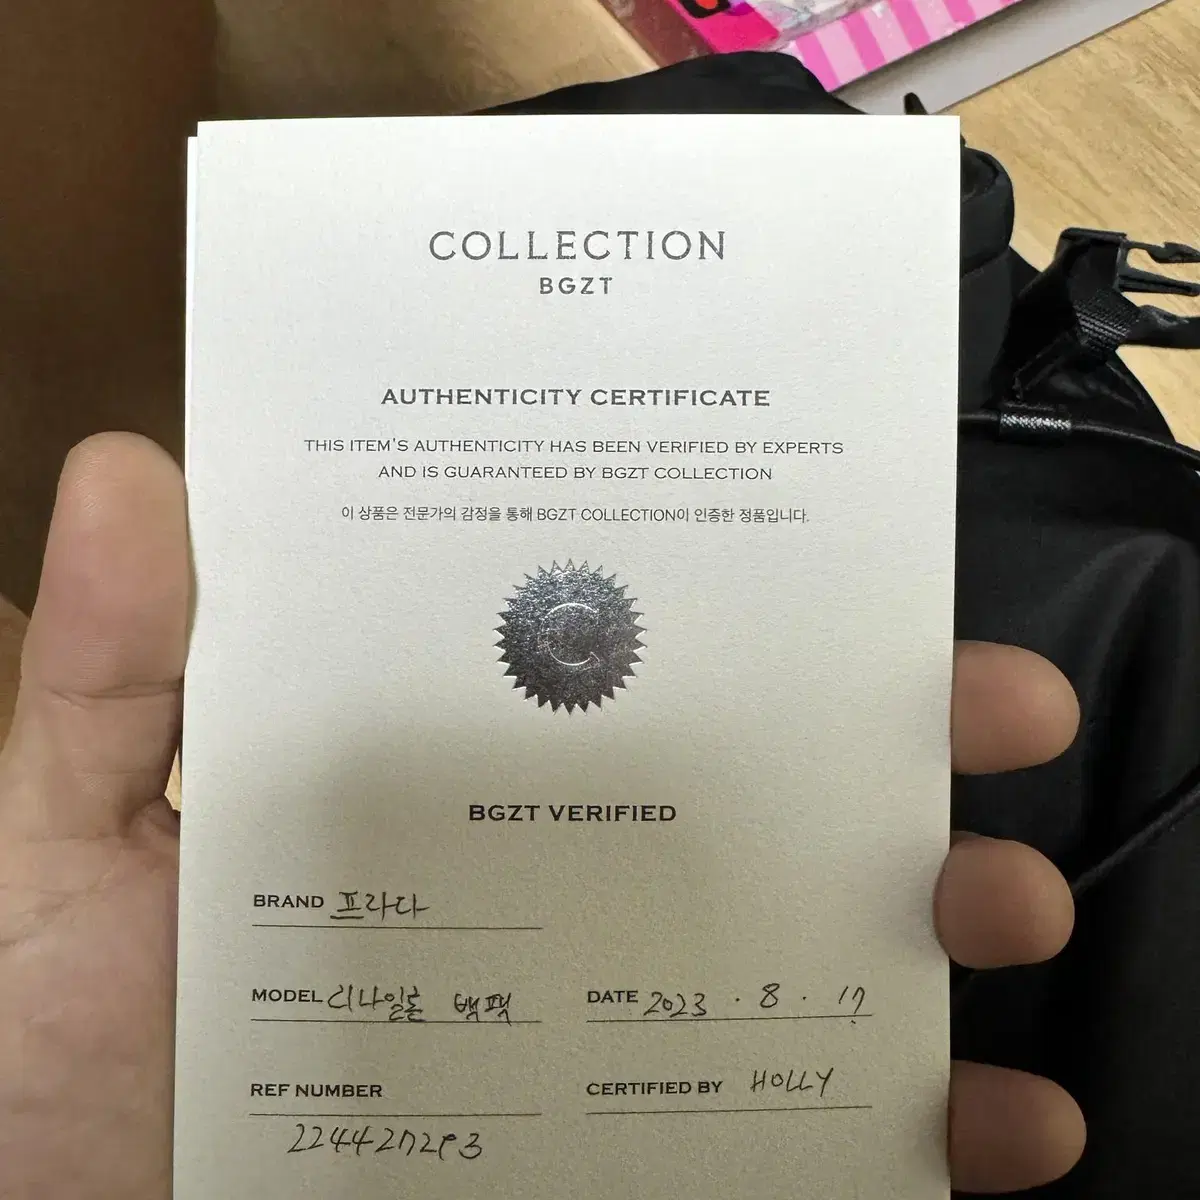 COLLECTION
BGZT
AUTHENTICITY CERTIFICATE
THIS ITEM'S AUTHENTICITY HAS BEEN VERIFIED BY EXPERTS
AND IS GUARANTEED BY BGZT COLLECTION
이 상품은 전문가의 감정을 통해 BGZT COLLECTION이 인증한 정품입니다.
C
BGZT VERIFIED
BRAND 프라다
MODEL 리나일론 백팩
DATE 2023 . 8 . 17
REF NUMBER
CERTIFIED BY HOLLY